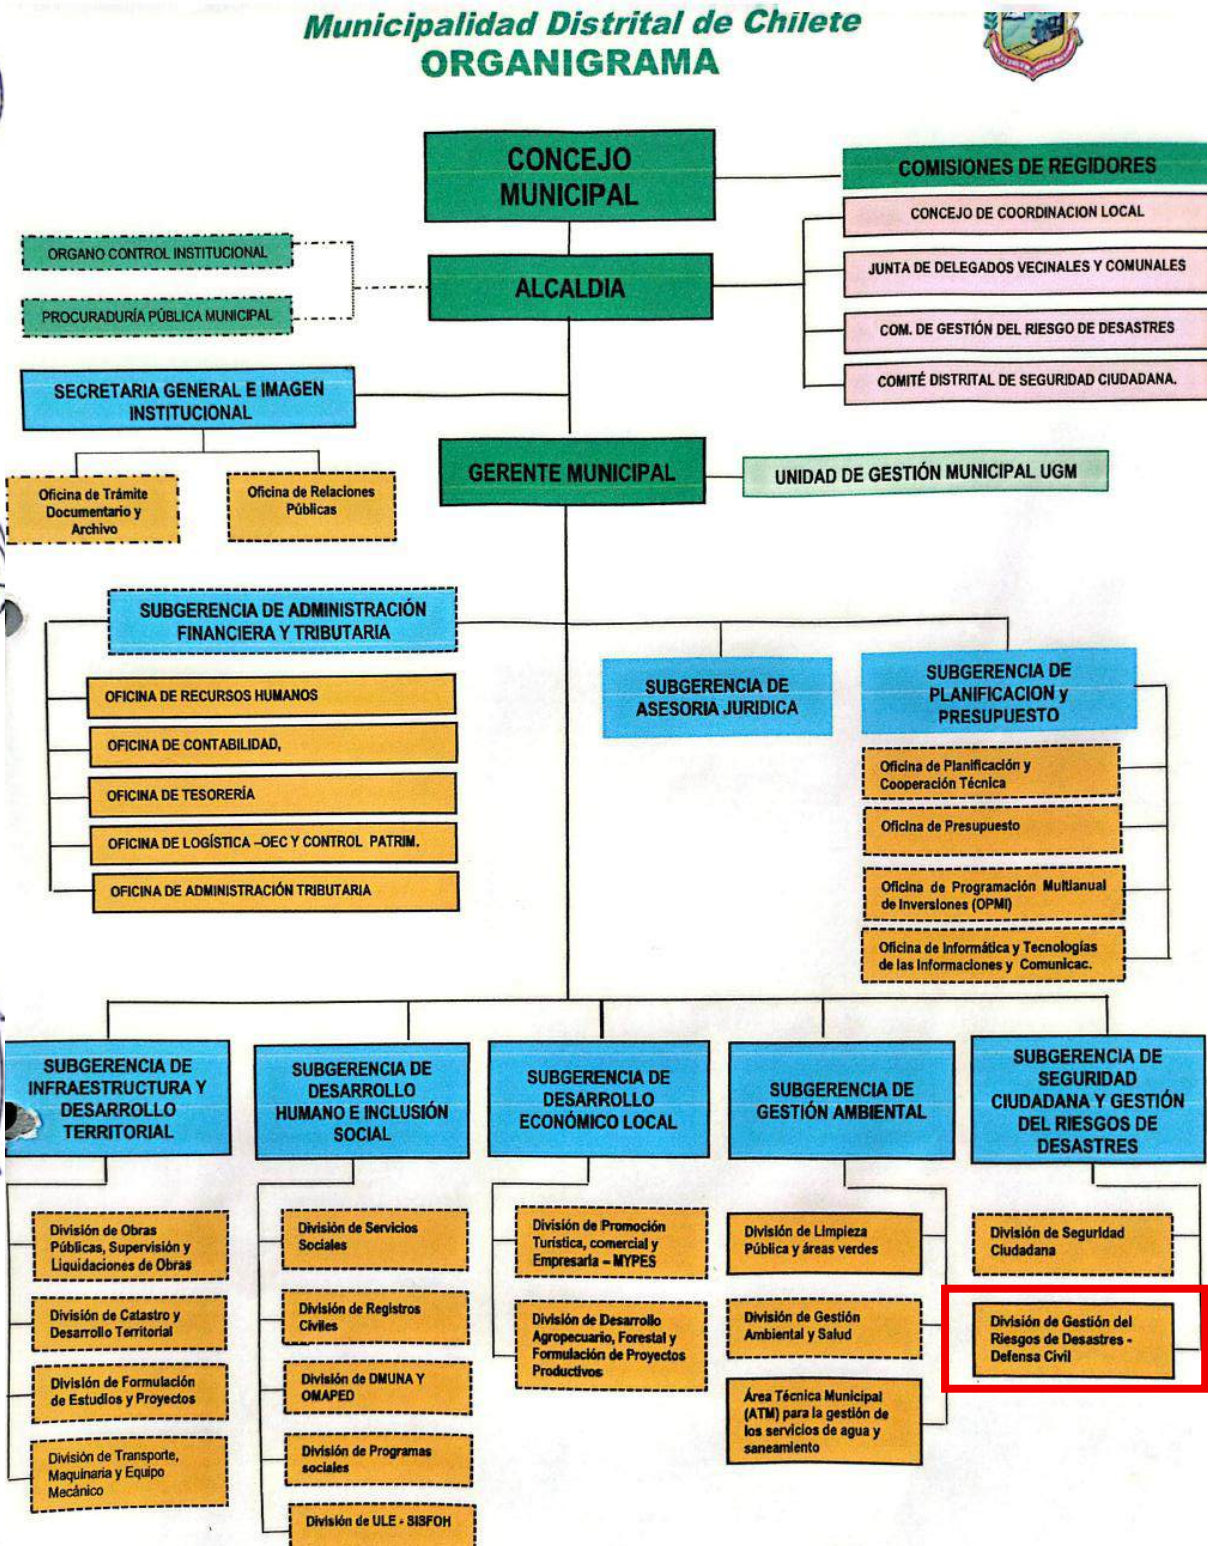 Municipalidad Distrital de Chilete
ORGANIGRAMA
CONCEJO
MUNICIPAL
COMISIONES DE REGIDORES
CONCEJO DE COORDINACION LOCAL
ORGANO CONTROL INSTITUCIONAL
ALCALDIA
JUNTA DE DELEGADOS VECINALES Y COMUNALES
PROCURADURÍA PÚBLICA MUNICIPAL
COM. DE GESTIÓN DEL RIESGO DE DESASTRES
COMITÉ DISTRITAL DE SEGURIDAD CIUDADANA.
SECRETARIA GENERAL E IMAGEN
INSTITUCIONAL
GERENTE MUNICIPAL
UNIDAD DE GESTIÓN MUNICIPAL UGM
Oficina de Trámite
Documentario y
Archivo
Oficina de Relaciones
Públicas
SUBGERENCIA DE ADMINISTRACIÓN
FINANCIERA Y TRIBUTARIA
OFICINA DE RECURSOS HUMANOS
OFICINA DE CONTABILIDAD,
OFICINA DE TESORERÍA
OFICINA DE LOGÍSTICA –OEC Y CONTROL PATRIM.
OFICINA DE ADMINISTRACIÓN TRIBUTARIA
SUBGERENCIA DE
ASESORIA JURIDICA
SUBGERENCIA DE
PLANIFICACION y
PRESUPUESTO
Oficina de Planificación y
Cooperación Técnica
Oficina de Presupuesto
Oficina de Programación Multianual
de Inversiones (OPMI)
Oficina de Informática y Tecnologías
de las Informaciones y Comunicac.
SUBGERENCIA DE
INFRAESTRUCTURA Y
DESARROLLO
TERRITORIAL
División de Obras
Públicas, Supervisión y
Liquidaciones de Obras
División de Catastro y
Desarrollo Territorial
División de Formulación
de Estudios y Proyectos
División de Transporte,
Maquinaria y Equipo
Mecánico
SUBGERENCIA DE
DESARROLLO
HUMANO E INCLUSIÓN
SOCIAL
División de Servicios
Sociales
División de Registros
Civiles
División de DMUNA Y
OMAPED
División de Programas
sociales
División de ULE - SISFOH
SUBGERENCIA DE
DESARROLLO
ECONÓMICO LOCAL
División de Promoción
Turística, comercial y
Empresaria – MYPES
División de Desarrollo
Agropecuario, Forestal y
Formulación de Proyectos
Productivos
SUBGERENCIA DE
GESTIÓN AMBIENTAL
División de Limpieza
Pública y áreas verdes
División de Gestión
Ambiental y Salud
Área Técnica Municipal
(ATM) para la gestión de
los servicios de agua y
saneamiento
SUBGERENCIA DE
SEGURIDAD
CIUDADANA Y GESTIÓN
DEL RIESGOS DE
DESASTRES
División de Seguridad
Ciudadana
División de Gestión del
Riesgos de Desastres -
Defensa Civil